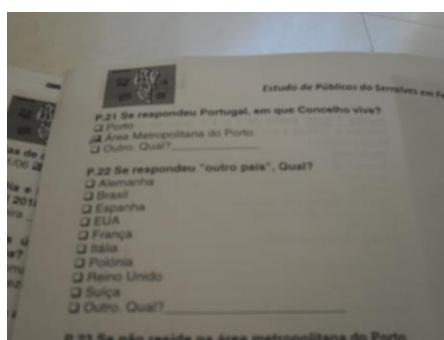 Estudo de Públicos do Serralves em Fe
P.21 Se respondeu Portugal, em que Concelho vive?
Porto
Área Metropolitana do Porto
Outro. Qual?
P.22 Se respondeu "outro país", Qual?
Alemanha
Brasil
Espanha
EUA
França
Itália
Polónia
Reino Unido
Suíça
Outro. Qual?
P.23 Se não reside na área metropolitana do Porto